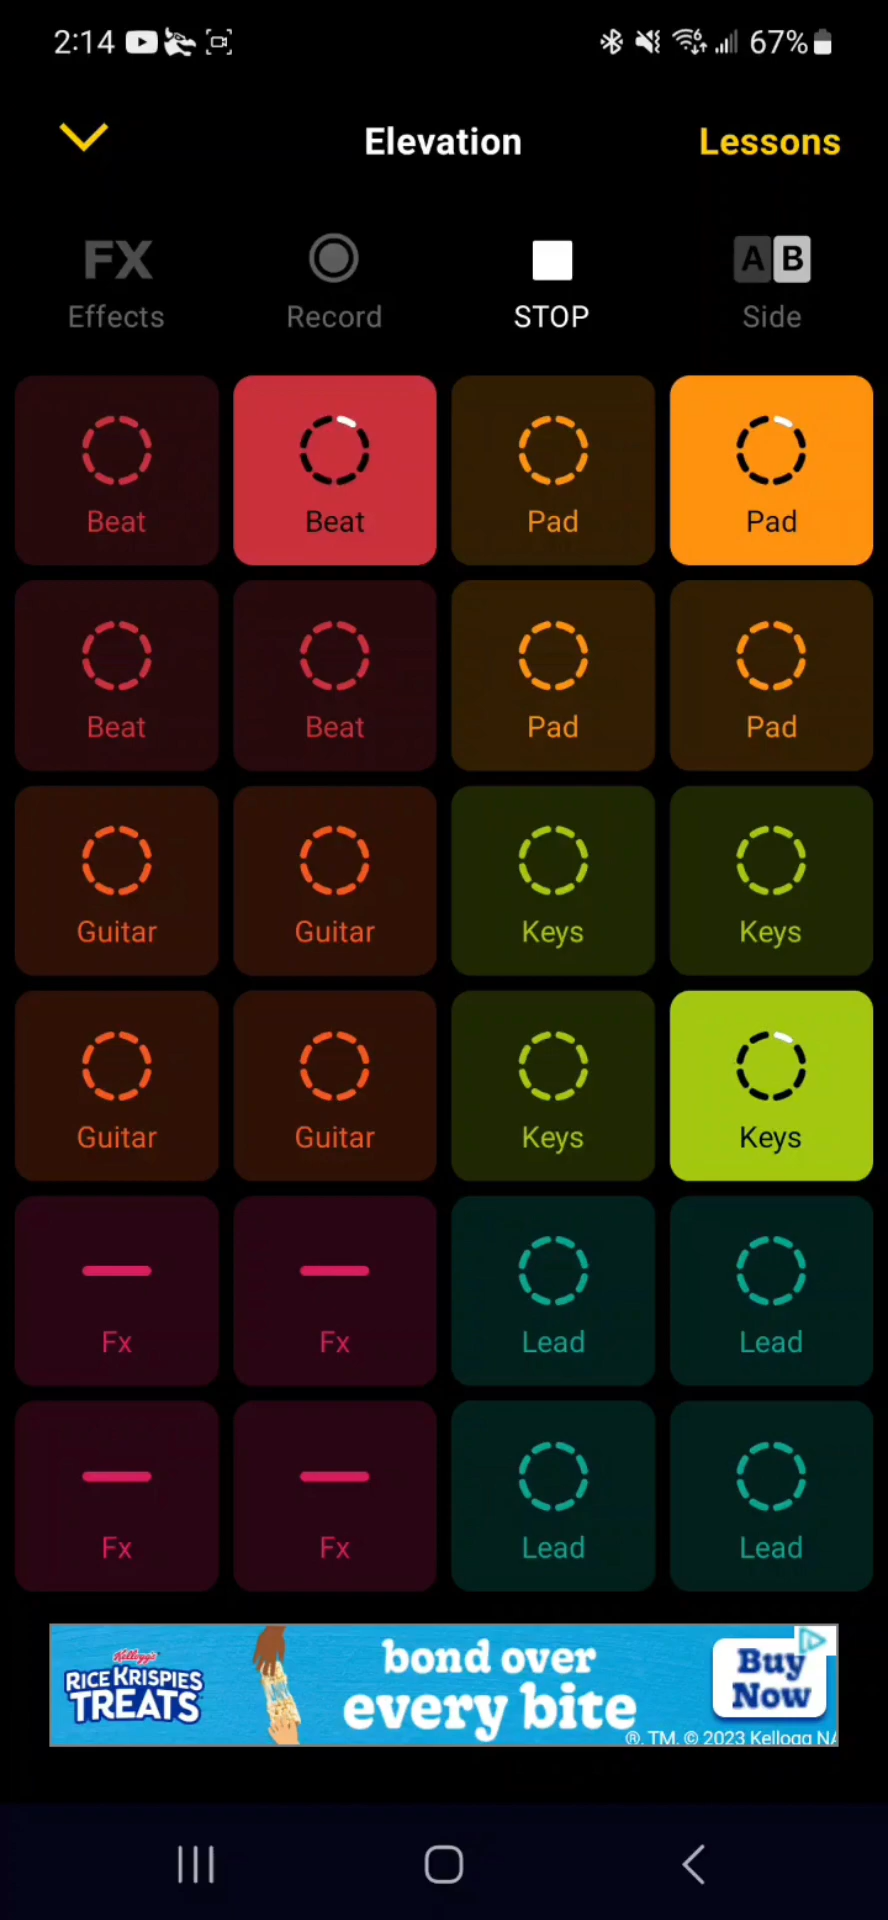 2:14 67%
Elevation Lessons
FX A B
Effects Record STOP Side
Beat Beat Pad Pad
Beat Beat Pad Pad
Guitar Guitar Keys Keys
Guitar Guitar Keys Keys
Fx Fx Lead Lead
Fx Fx Lead Lead
Kellogg's
RICE KRISPIES
TREATS
bond over
every bite
Buy
Now
®, TM, © 2023 Kellogg NA